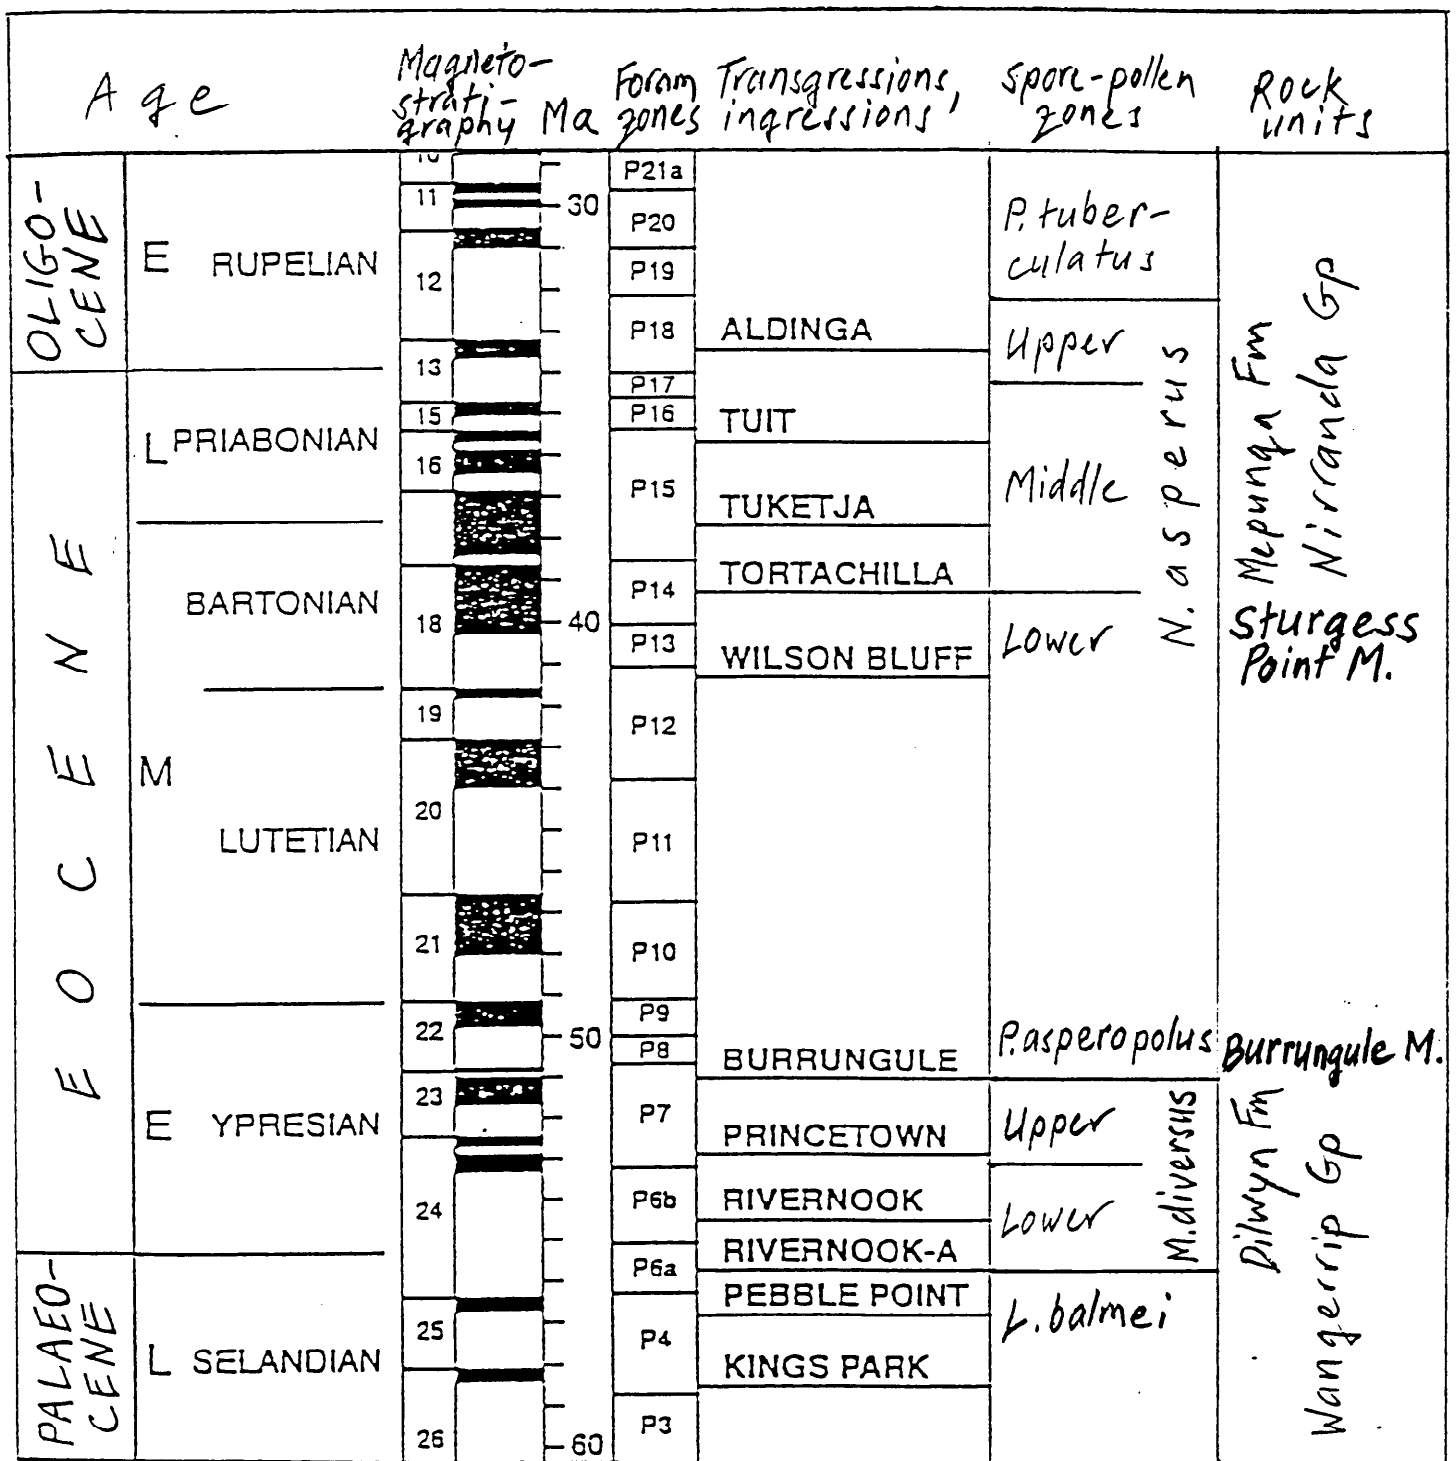 Age
Magneto-
strati-
graphy
Ma
Foram
zones
Transgressions,
ingressions
Spore-pollen
zones
Rock
units
OLIGO-
CENE
EOCENE
PALAEO-
CENE
E RUPELIAN
L PRIABONIAN
BARTONIAN
M
LUTETIAN
E YPRESIAN
L SELANDIAN
10
11
12
13
15
16
18
19
20
21
22
23
24
25
26
30
40
50
60
P21a
P20
P19
P18
P17
P16
P15
P14
P13
P12
P11
P10
P9
P8
P7
P6b
P6a
P4
P3
ALDINGA
TUIT
TUKETJA
TORTACHILLA
WILSON BLUFF
BURRUNGULE
PRINCETOWN
RIVERNOOK
RIVERNOOK-A
PEBBLE POINT
KINGS PARK
P. tuber-
culatus
Upper
Middle
Lower
N. asperus
P. asperopolus
Upper
Lower
M. diversus
L. balmei
Mepunga Fm
Nirranda Gp
Sturgess
Point M.
Burrungule M.
Dilwyn Fm
Wangerrip Gp